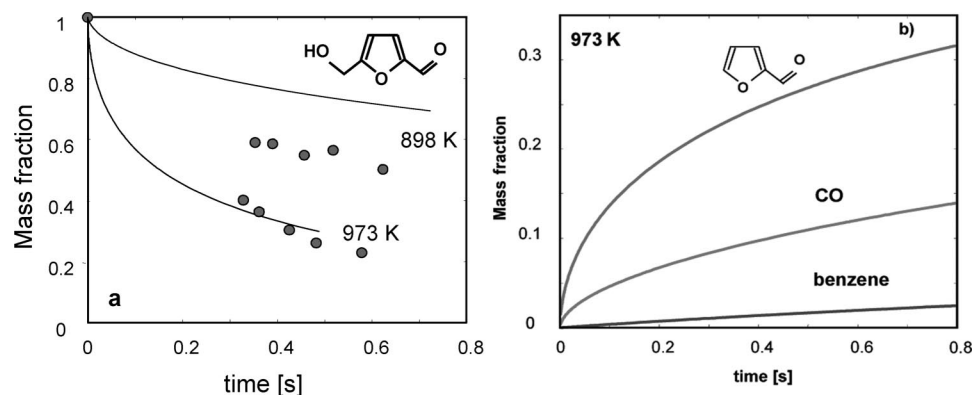 1
0.8
0.6
0.4
0.2
0
Mass fraction
HO
O
O
898 K
973 K
a
0
0.2
0.4
0.6
0.8
time [s]
973 K
b)
O
O
0.3
0.2
0.1
0
Mass fraction
CO
benzene
0
0.2
0.4
0.6
0.8
time [s]